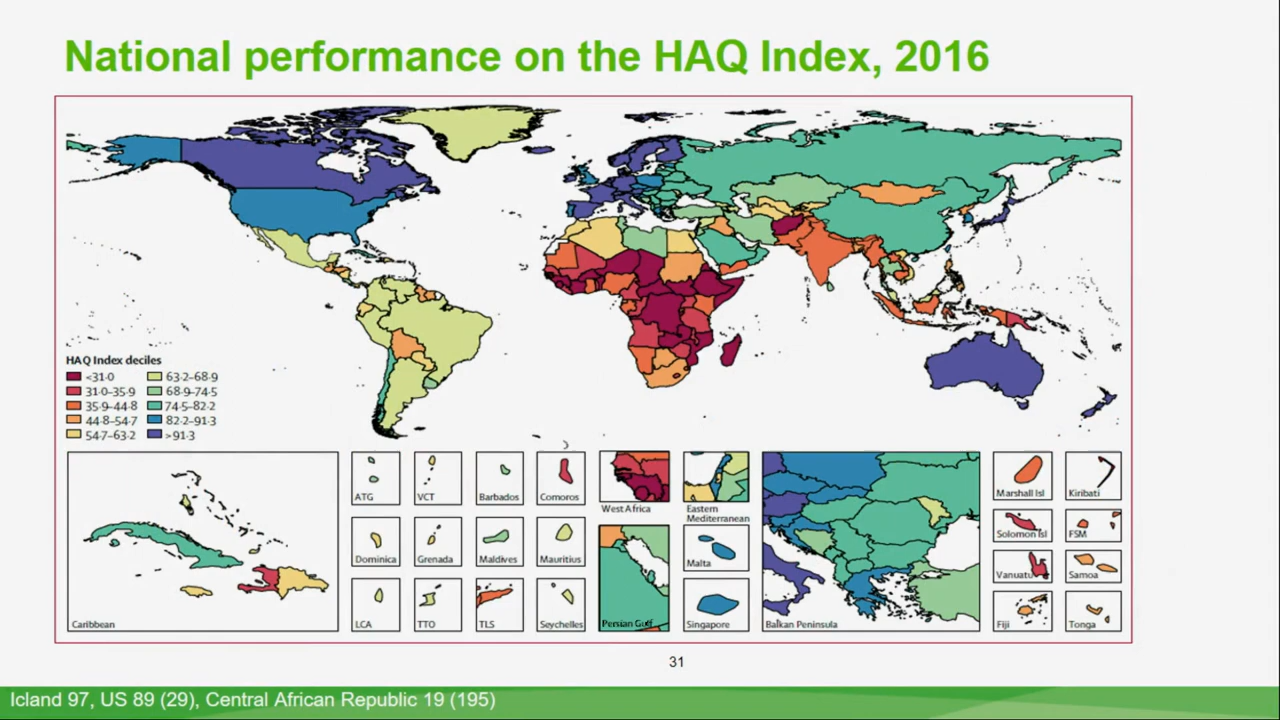 National performance on the HAQ Index, 2016
HAQ Index deciles
<31·0
31·0–35·9
35·9–44·8
44·8–54·7
54·7–63·2
63·2–68·9
68·9–74·5
74·5–82·2
82·2–91·3
>91·3
Caribbean
ATG
VCT
Barbados
Comoros
West Africa
Eastern
Mediterranean
Dominica
Grenada
Maldives
Mauritius
Malta
LCA
TTO
TLS
Seychelles
Persian Gulf
Singapore
Balkan Peninsula
Marshall Isl
Kiribati
Solomon Isl
FSM
Vanuatu
Samoa
Fiji
Tonga
31
Icland 97, US 89 (29), Central African Republic 19 (195)